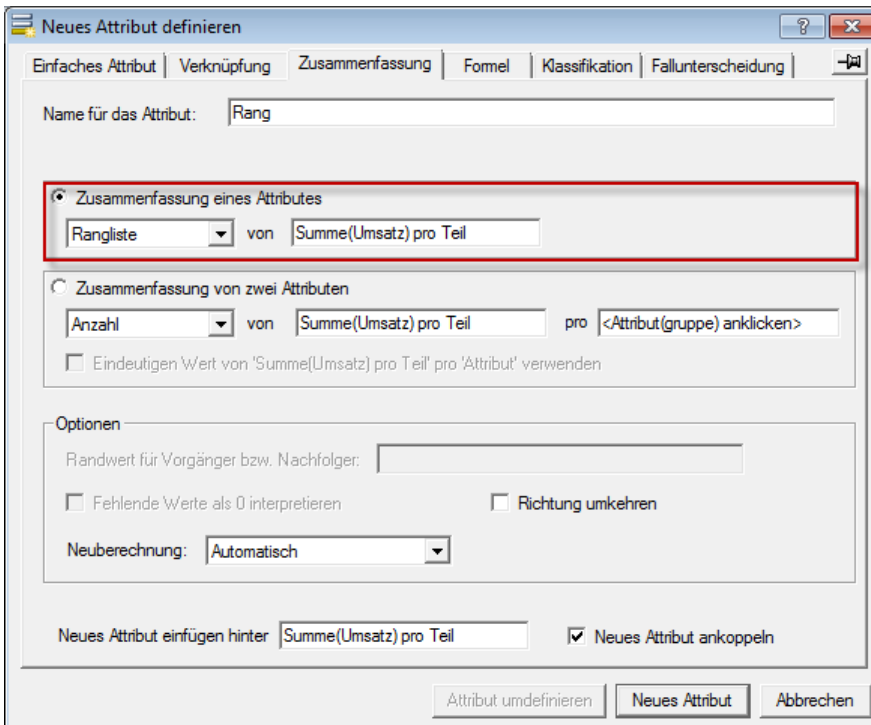 Neues Attribut definieren
Einfaches Attribut Verknüpfung Zusammenfassung Formel Klassifikation Fallunterscheidung
Name für das Attribut: Rang
Zusammenfassung eines Attributes
Rangliste von Summe(Umsatz) pro Teil
Zusammenfassung von zwei Attributen
Anzahl von Summe(Umsatz) pro Teil pro <Attribut(gruppe) anklicken>
Eindeutigen Wert von 'Summe(Umsatz) pro Teil' pro 'Attribut' verwenden
Optionen
Randwert für Vorgänger bzw. Nachfolger:
Fehlende Werte als 0 interpretieren Richtung umkehren
Neuberechnung: Automatisch
Neues Attribut einfügen hinter Summe(Umsatz) pro Teil Neues Attribut ankoppeln
Attribut umdefinieren Neues Attribut Abbrechen